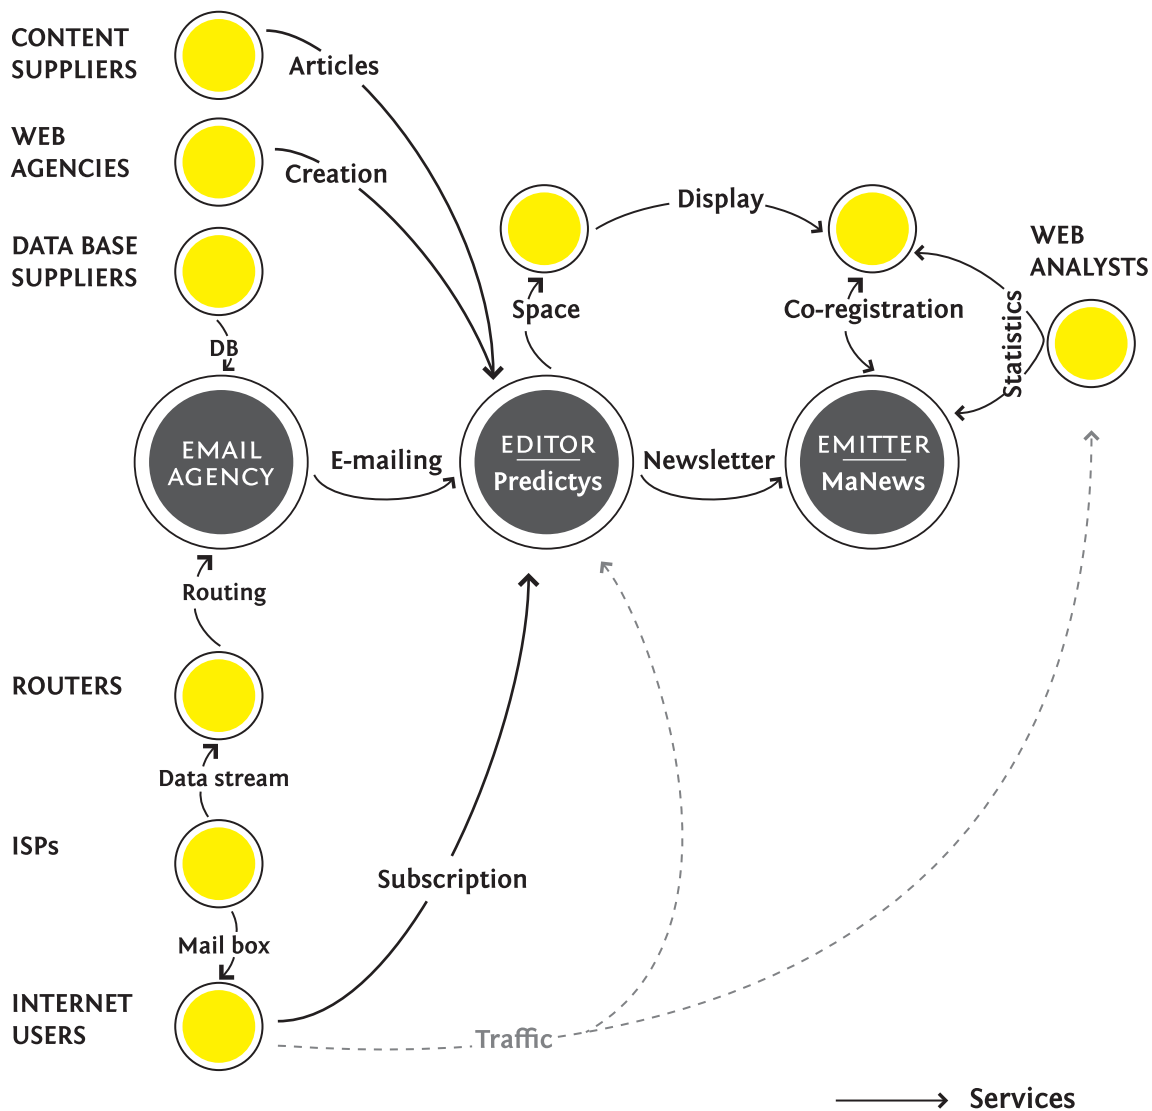 CONTENT
SUPPLIERS
Articles
WEB
AGENCIES
Creation
DATA BASE
SUPPLIERS
DB
Display
WEB
ANALYSTS
Space
Co-registration
Statistics
EMAIL
AGENCY
E-mailing
EDITOR
Predictys
Newsletter
EMITTER
MaNews
Routing
ROUTERS
Data stream
ISPs
Subscription
Mail box
INTERNET
USERS
Traffic
Services